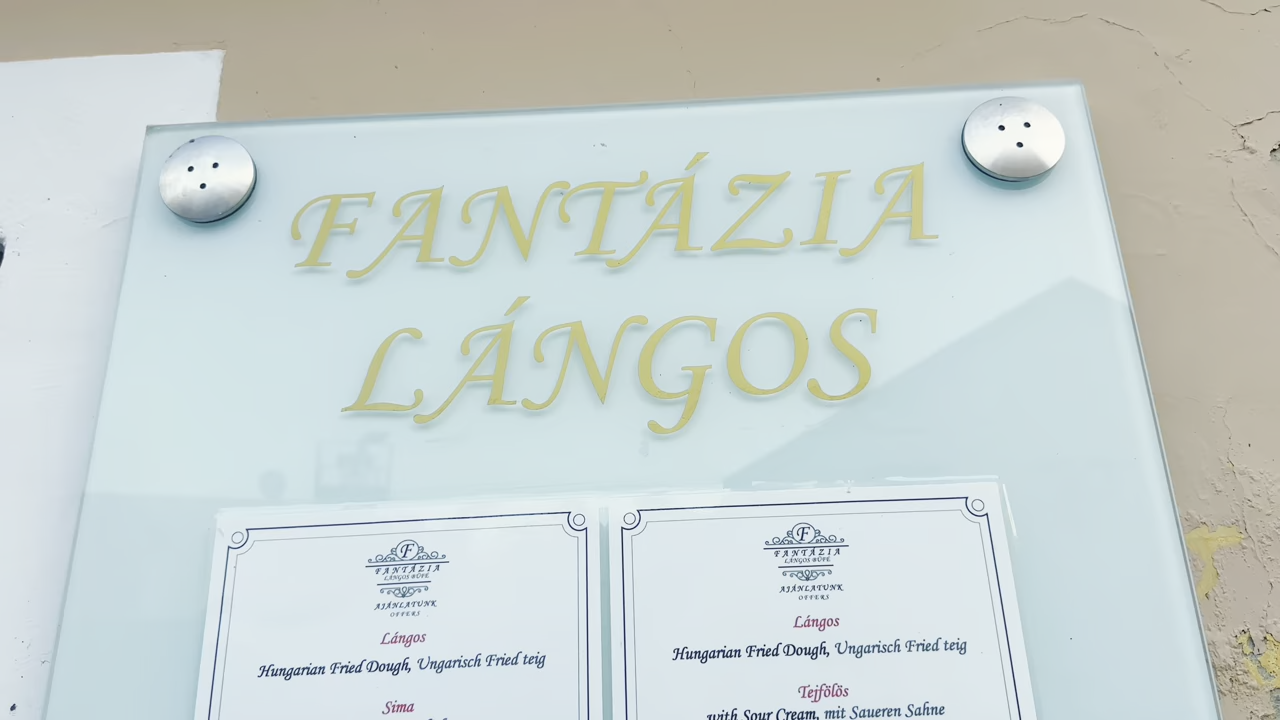 FANTÁZIA
LÁNGOS
F
FANTÁZIA
LÁNGOS BÜFÉ
AJÁNLATUNK
OFFERS
Lángos
Hungarian Fried Dough, Ungarisch Fried teig
Sima
F
FANTÁZIA
LÁNGOS BÜFÉ
AJÁNLATUNK
OFFERS
Lángos
Hungarian Fried Dough, Ungarisch Fried teig
Tejfölös
with Sour Cream, mit Saueren Sahne